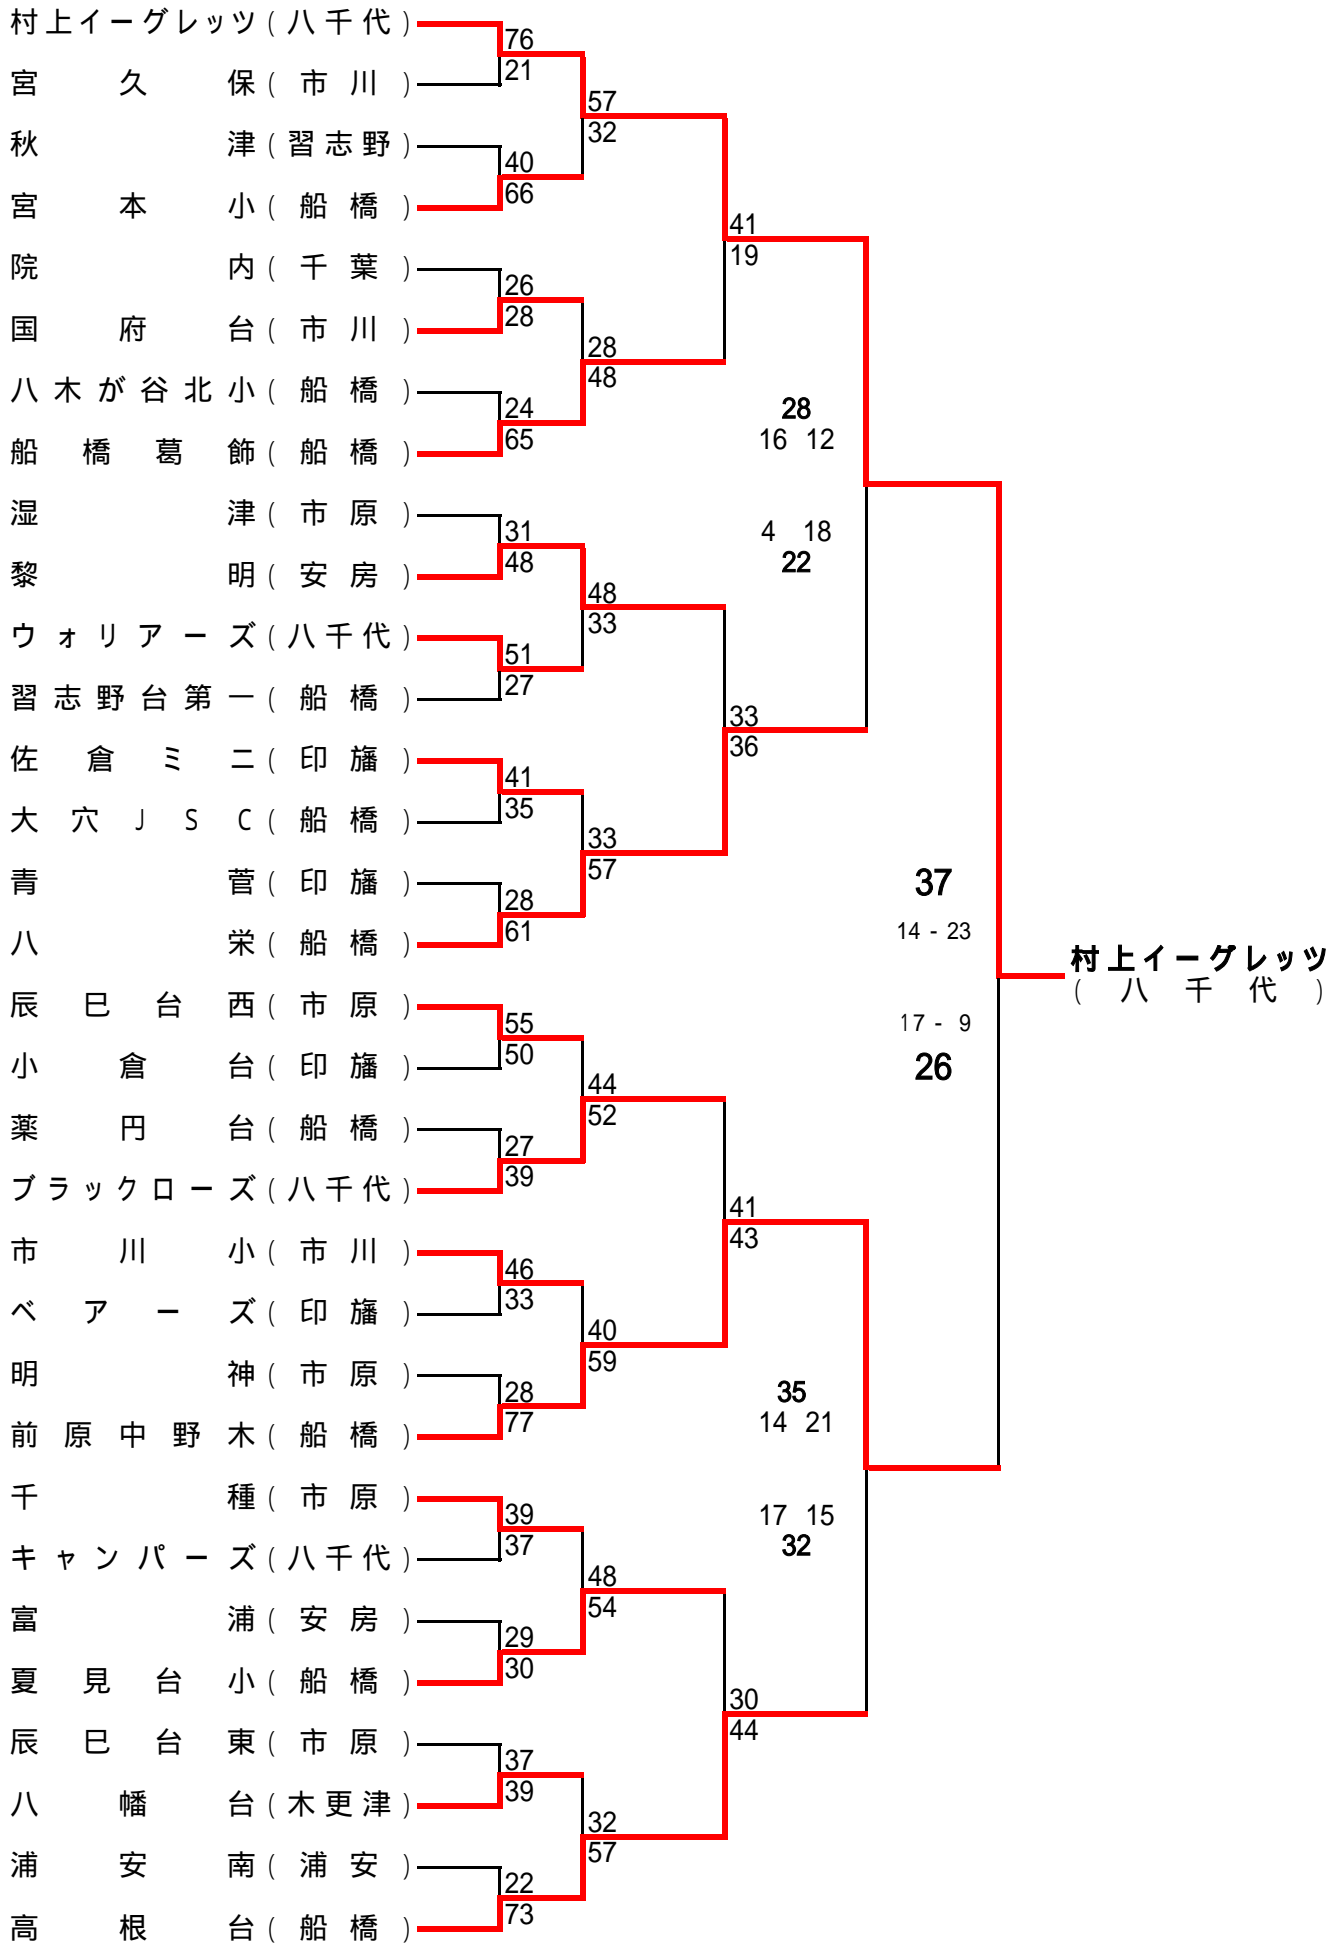 村上イーグレッツ(八千代)
76
宮久保(市川)
21
57
32
秋津(習志野)
40
宮本小(船橋)
66
41
19
院内(千葉)
26
国府台(市川)
28
28
48
八木が谷北小(船橋)
24
船橋葛飾(船橋)
65
28
16 12
4 18
22
湿津(市原)
31
黎明(安房)
48
48
33
ウォリアーズ(八千代)
51
習志野台第一(船橋)
27
33
36
佐倉ミニ(印旛)
41
大穴JSC(船橋)
35
33
57
青菅(印旛)
28
八栄(船橋)
61
37
14 - 23
村上イーグレッツ
(八千代)
17 - 9
26
辰巳台西(市原)
55
小倉台(印旛)
50
44
52
薬円台(船橋)
27
ブラックローズ(八千代)
39
41
43
市川小(市川)
46
ベアーズ(印旛)
33
40
59
明神(市原)
28
前原中野木(船橋)
77
35
14 21
17 15
32
千種(市原)
39
キャンパーズ(八千代)
37
48
54
富浦(安房)
29
夏見台小(船橋)
30
30
44
辰巳台東(市原)
37
八幡台(木更津)
39
32
57
浦安南(浦安)
22
高根台(船橋)
73